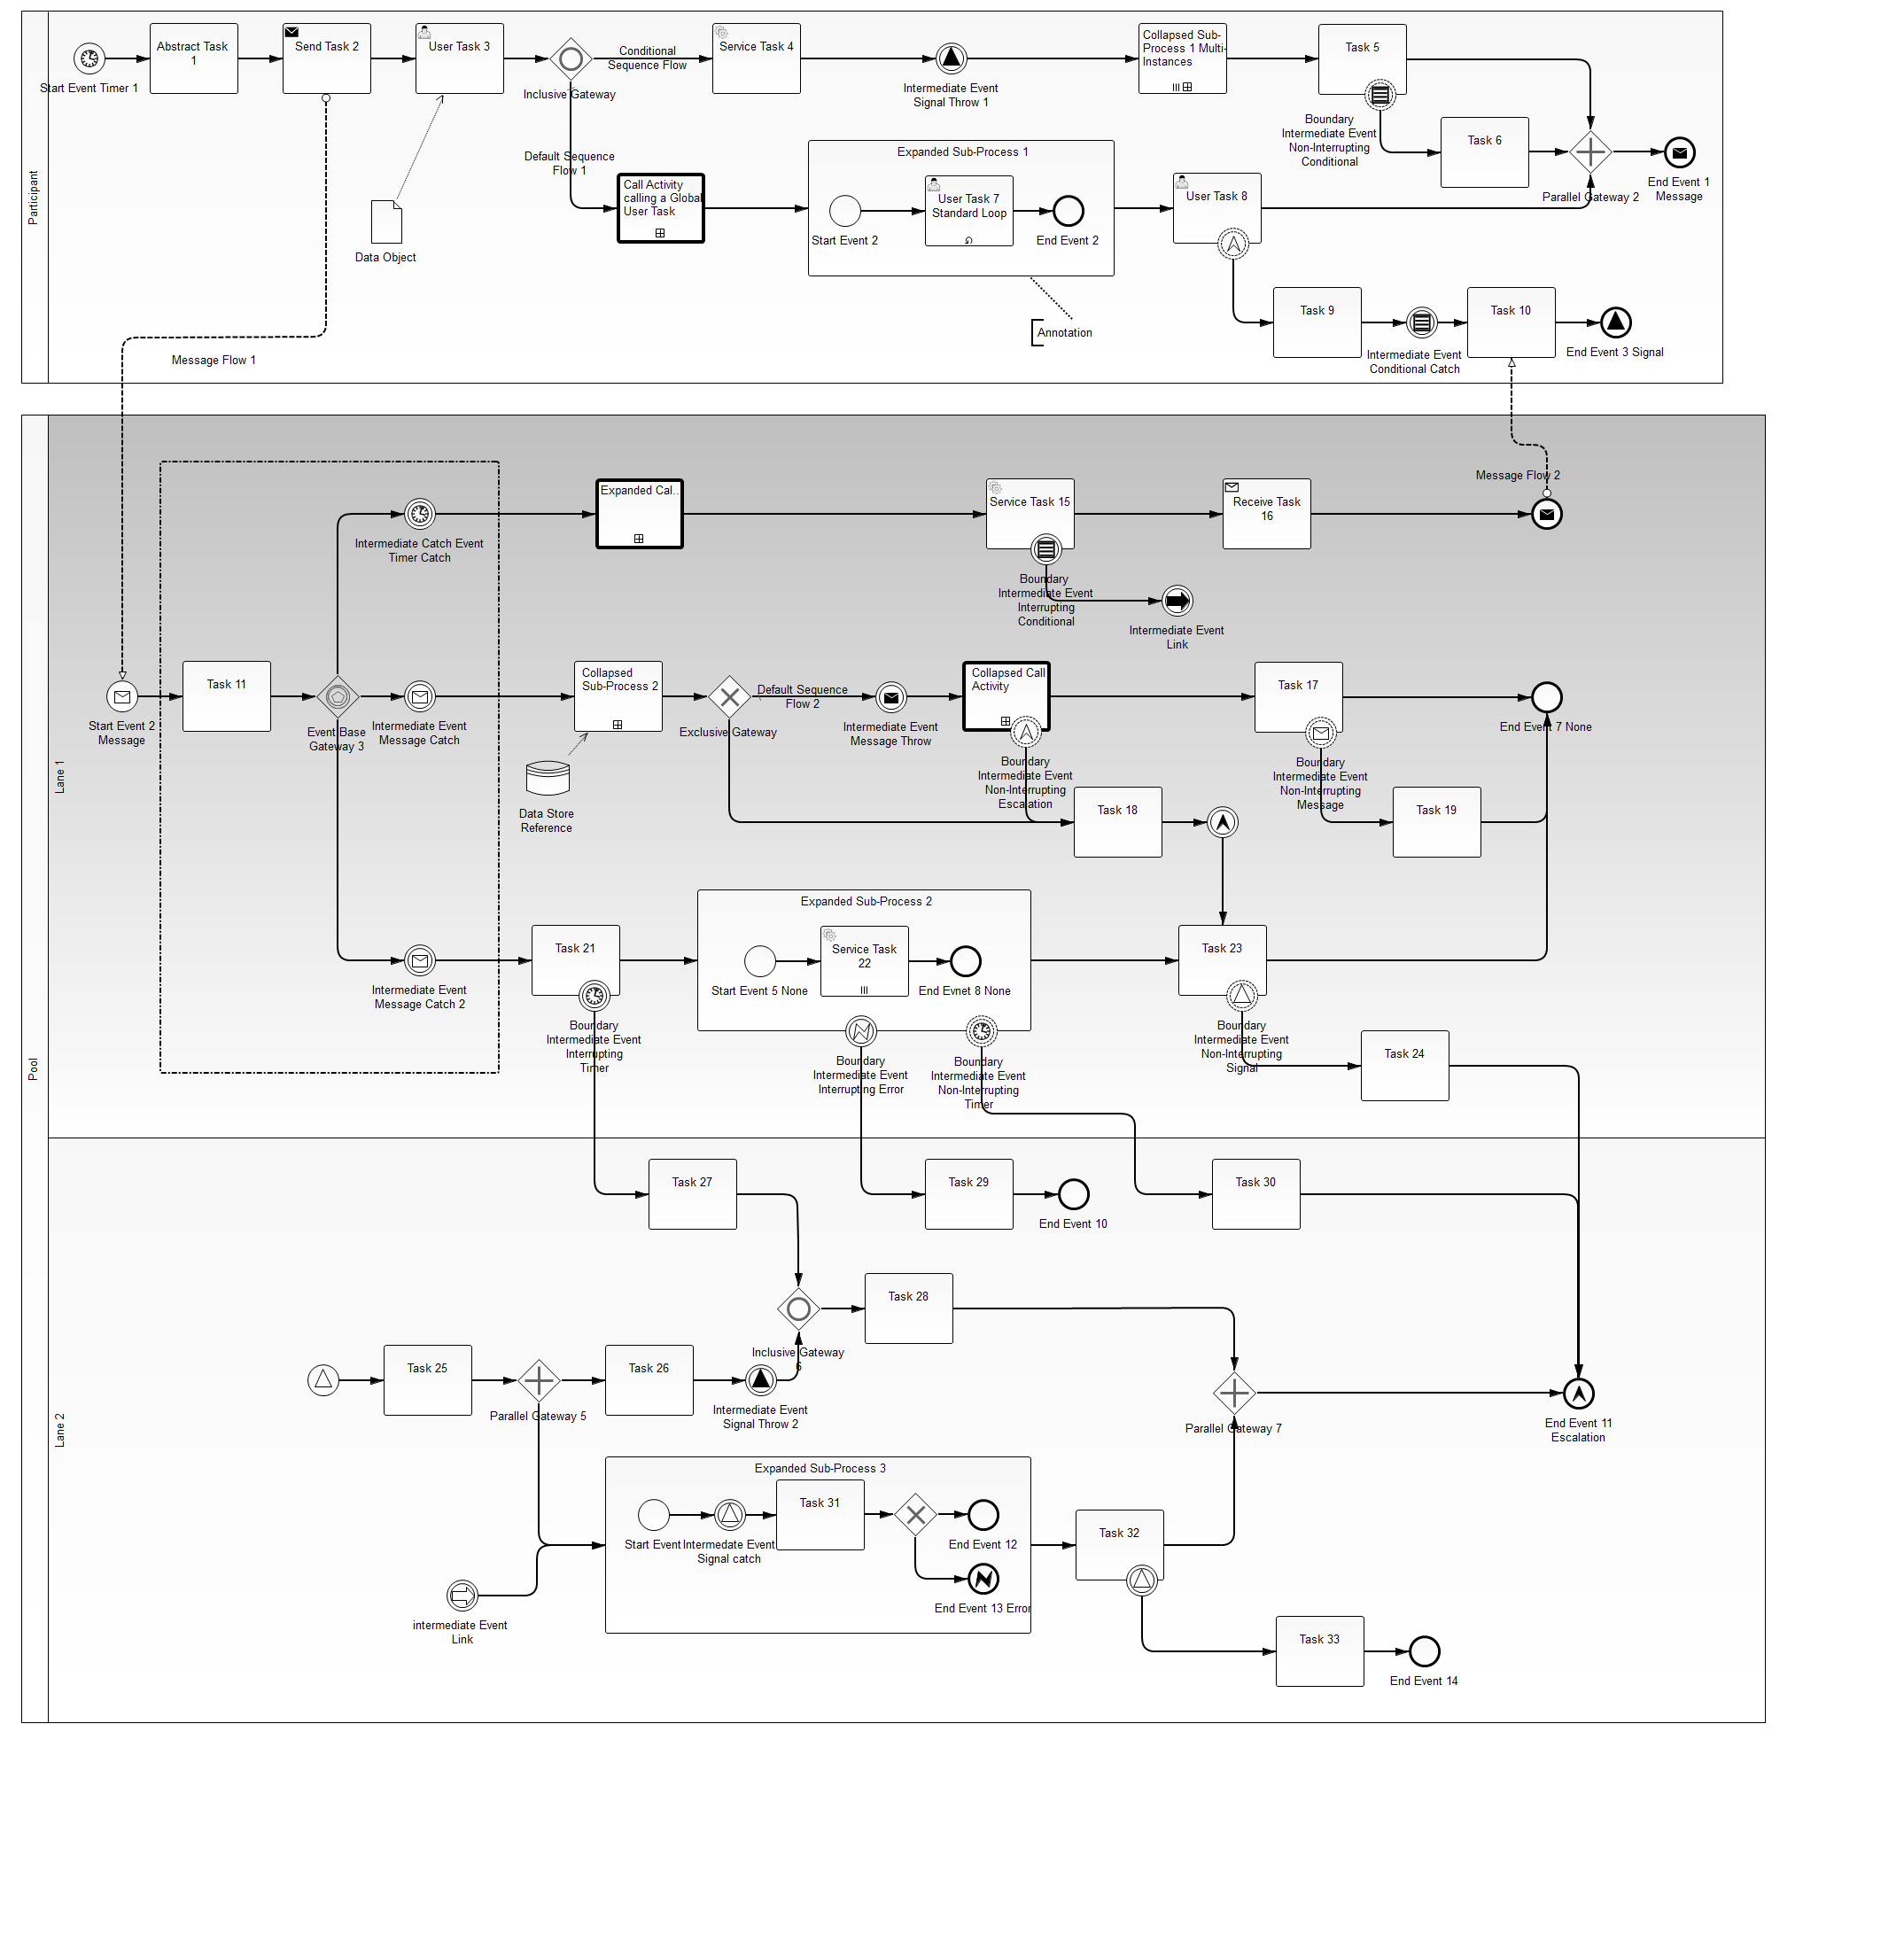 Participant
Start Event Timer 1
Abstract Task
1
Send Task 2
User Task 3
Inclusive Gateway
Conditional
Sequence Flow
Service Task 4
Intermediate Event
Signal Throw 1
Collapsed Sub-
Process 1 Multi-
Instances
Task 5
Boundary
Intermediate Event
Non-Interrupting
Conditional
Task 6
Parallel Gateway 2
End Event 1
Message
Data Object
Default Sequence
Flow 1
Call Activity
calling a Global
User Task
Expanded Sub-Process 1
Start Event 2
User Task 7
Standard Loop
End Event 2
User Task 8
Annotation
Task 9
Intermediate Event
Conditional Catch
Task 10
End Event 3 Signal
Message Flow 1
Pool
Lane 1
Message Flow 2
Intermediate Catch Event
Timer Catch
Expanded Cal..
Service Task 15
Receive Task
16
Boundary
Intermediate Event
Interrupting
Conditional
Intermediate Event
Link
Start Event 2
Message
Task 11
Event Base
Gateway 3
Intermediate Event
Message Catch
Collapsed
Sub-Process 2
Data Store
Reference
Exclusive Gateway
Default Sequence
Flow 2
Intermediate Event
Message Throw
Collapsed Call
Activity
Boundary
Intermediate Event
Non-Interrupting
Escalation
Task 17
Boundary
Intermediate Event
Non-Interrupting
Message
End Event 7 None
Task 18
Task 19
Intermediate Event
Message Catch 2
Task 21
Boundary
Intermediate Event
Interrupting
Timer
Expanded Sub-Process 2
Start Event 5 None
Service Task
22
End Evnet 8 None
Boundary
Intermediate Event
Interrupting Error
Boundary
Intermediate Event
Non-Interrupting
Timer
Task 23
Boundary
Intermediate Event
Non-Interrupting
Signal
Task 24
Lane 2
Task 27
Task 29
End Event 10
Task 30
Task 28
Inclusive Gateway
6
Task 25
Parallel Gateway 5
Task 26
Intermediate Event
Signal Throw 2
Parallel Gateway 7
End Event 11
Escalation
Expanded Sub-Process 3
Start Event
Intermedate Event
Signal catch
Task 31
End Event 12
End Event 13 Error
intermediate Event
Link
Task 32
Task 33
End Event 14